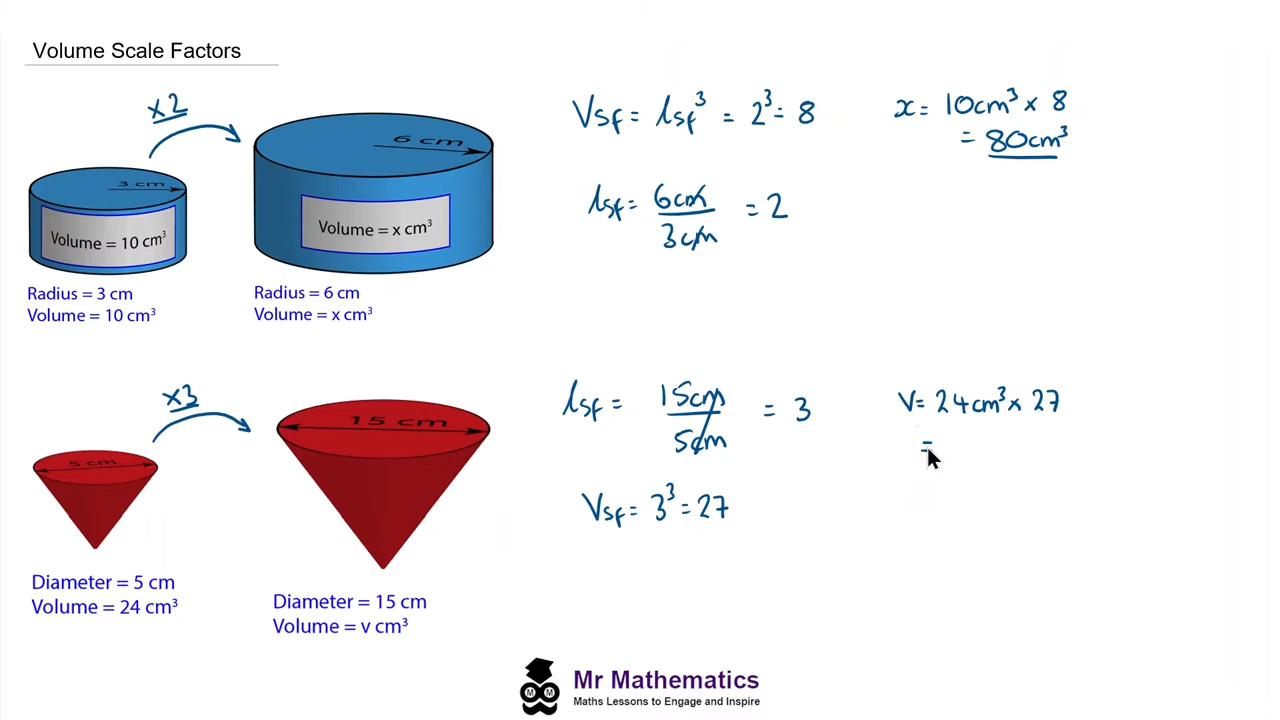 Volume Scale Factors
x2
3 cm
Volume = 10 cm³
Radius = 3 cm
Volume = 10 cm³
6 cm
Volume = x cm³
Radius = 6 cm
Volume = x cm³
Vsf = lsf³ = 2³ = 8
lsf = 6cm/3cm = 2
x = 10cm³ × 8
= 80cm³
x3
5 cm
Diameter = 5 cm
Volume = 24 cm³
15 cm
Diameter = 15 cm
Volume = v cm³
lsf = 15cm/5cm = 3
Vsf = 3³ = 27
V = 24cm³ × 27
=
M M
Mr Mathematics
Maths Lessons to Engage and Inspire